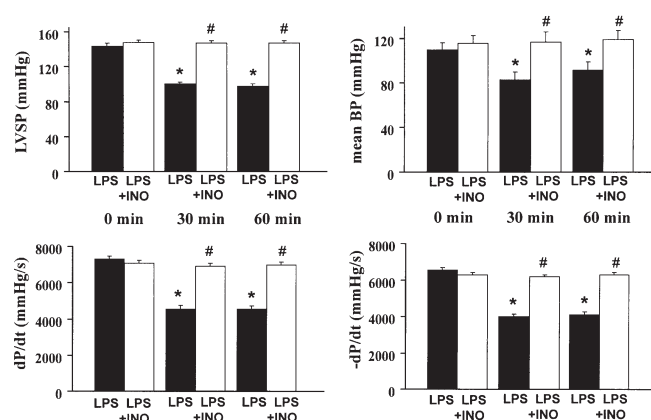 LVSP (mmHg)
160
120
80
40
0
* # * #
LPS LPS LPS LPS LPS LPS
+INO +INO +INO
0 min 30 min 60 min
mean BP (mmHg)
120
80
40
0
* # * #
LPS LPS LPS LPS LPS LPS
+INO +INO +INO
0 min 30 min 60 min
dP/dt (mmHg/s)
8000
6000
4000
2000
0
* # * #
LPS LPS LPS LPS LPS LPS
+INO +INO +INO
-dP/dt (mmHg/s)
8000
6000
4000
2000
0
* # * #
LPS LPS LPS LPS LPS LPS
+INO +INO +INO